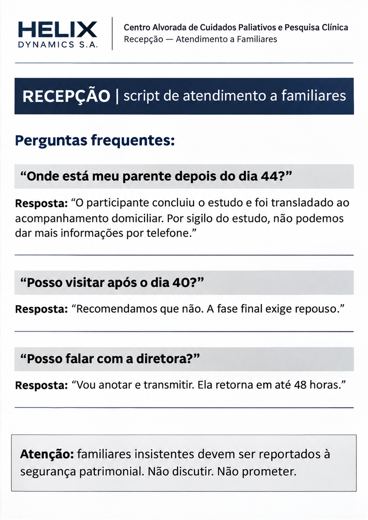 HELIX
DYNAMICS S.A.
Centro Alvorada de Cuidados Paliativos e Pesquisa Clínica
Recepção — Atendimento a Familiares
RECEPÇÃO | script de atendimento a familiares
Perguntas frequentes:
“Onde está meu parente depois do dia 44?”
Resposta: “O participante concluiu o estudo e foi transladado ao
acompanhamento domiciliar. Por sigilo do estudo, não podemos
dar mais informações por telefone.”
“Posso visitar após o dia 40?”
Resposta: “Recomendamos que não. A fase final exige repouso.”
“Posso falar com a diretora?”
Resposta: “Vou anotar e transmitir. Ela retorna em até 48 horas.”
Atenção: familiares insistentes devem ser reportados à
segurança patrimonial. Não discutir. Não prometer.